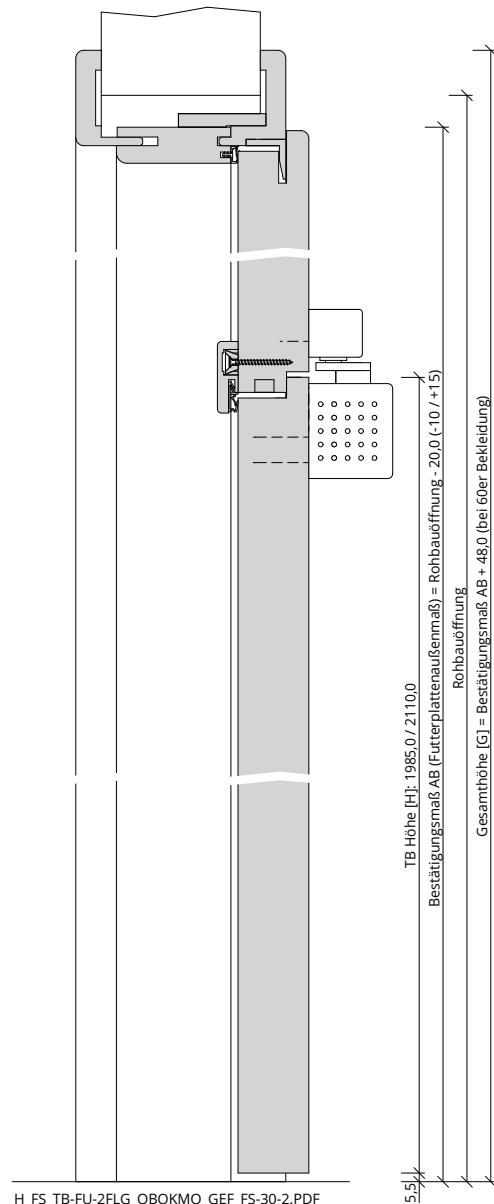 TB Höhe [H]: 1985,0 / 2110,0
Bestätigungsmaß AB (Futterplattenaußenmaß) = Rohbauöffnung - 20,0 (-10 / +15)
Rohbauöffnung
Gesamthöhe [G] = Bestätigungsmaß AB + 48,0 (bei 60er Bekleidung)
5,5
H_FS_TB-FU-2FLG_OBOKMO_GEF_FS-30-2.PDF